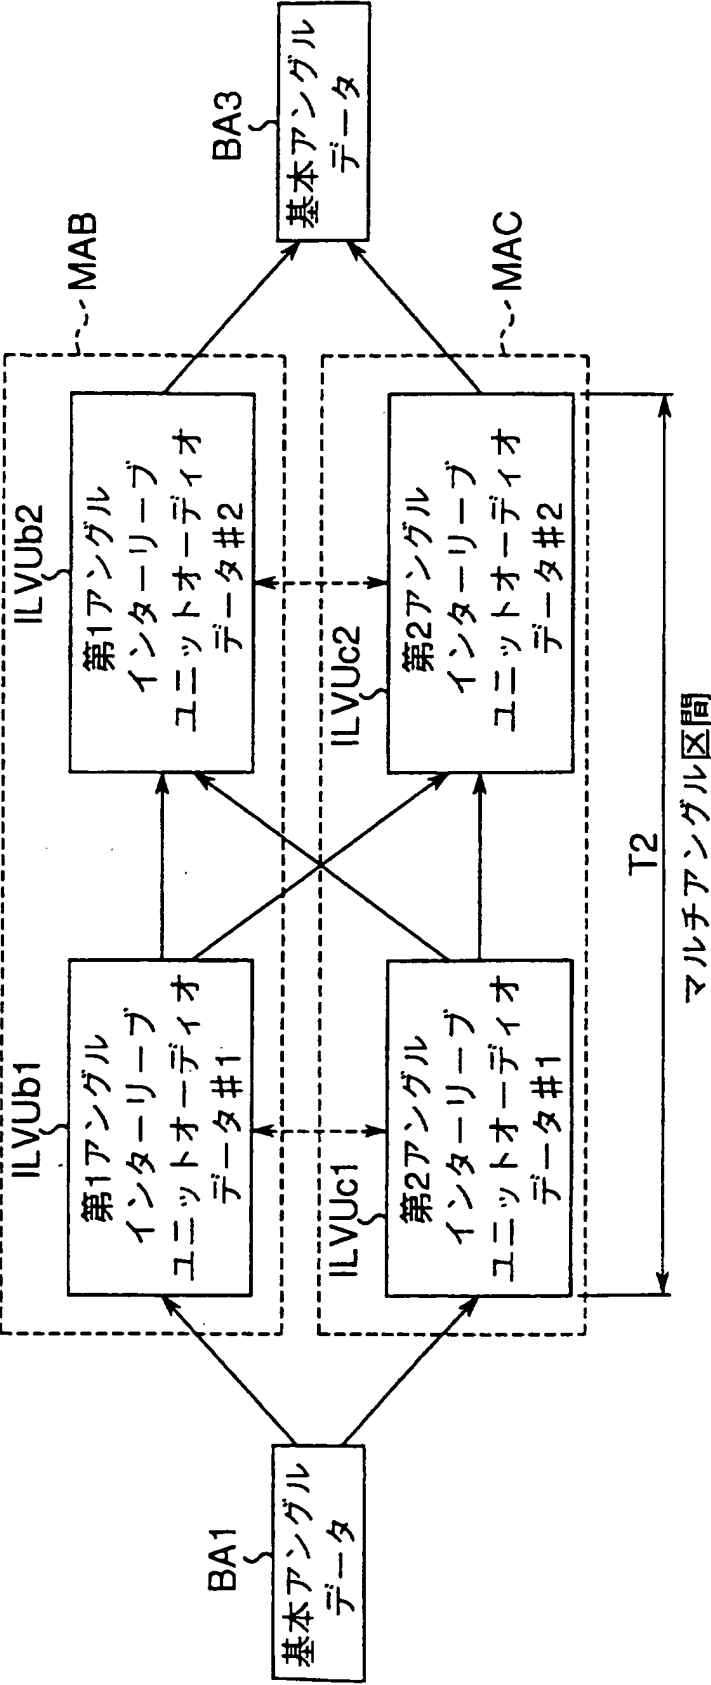 BA1
基本アングル
データ
MAB
ILVUb1
第1アングル
インターリーブ
ユニットオーディオ
データ#1
ILVUb2
第1アングル
インターリーブ
ユニットオーディオ
データ#2
MAC
ILVUc1
第2アングル
インターリーブ
ユニットオーディオ
データ#1
ILVUc2
第2アングル
インターリーブ
ユニットオーディオ
データ#2
BA3
基本アングル
データ
T2
マルチアングル区間